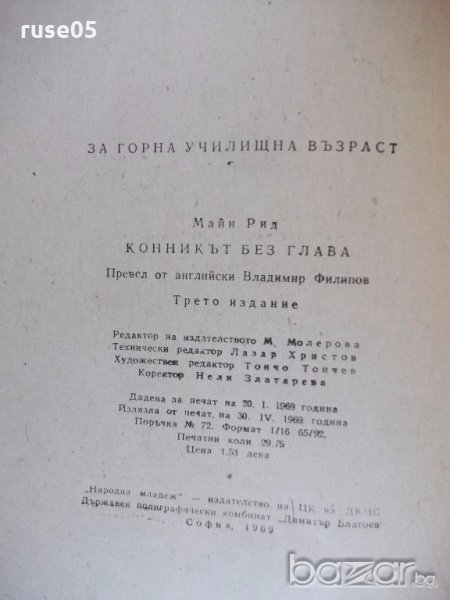 ruse05
ЗА ГОРНА УЧИЛИЩНА ВЪЗРАСТ
Майн Рид
КОННИКЪТ БЕЗ ГЛАВА
Превел от английски Владимир Филипов
Трето издание
Редактор на издателството М. Молерова
Технически редактор Лазар Христов
Художествен редактор Тончо Тончев
Коректор Нели Златарева
Дадена за печат на 20. I. 1969 година
Излязла от печат на 30. IV. 1969 година
Поръчка № 72. Формат 1/16 65/92.
Печатни коли 29.75
Цена 1,53 лева
*
„Народна младеж“ — издателство на ЦК на ДКМС
Държавен полиграфически комбинат „Димитър Благоев“
София, 1969
bazar.bg